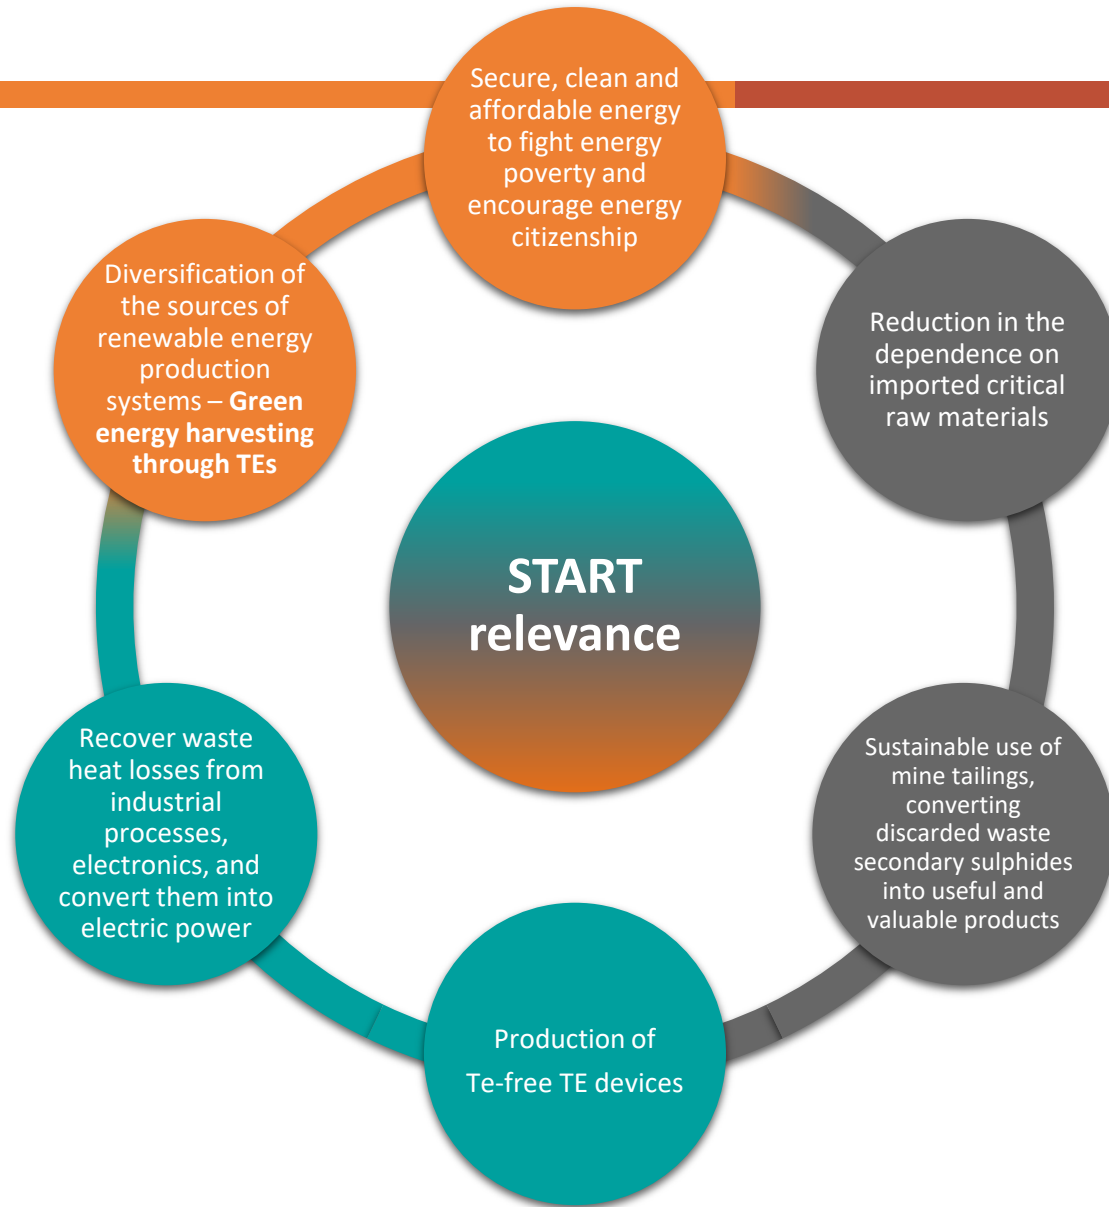 Secure, clean and
affordable energy
to fight energy
poverty and
encourage energy
citizenship
Reduction in the
dependence on
imported critical
raw materials
Sustainable use of
mine tailings,
converting
discarded waste
secondary sulphides
into useful and
valuable products
Production of
Te-free TE devices
Recover waste
heat losses from
industrial
processes,
electronics, and
convert them into
electric power
Diversification of
the sources of
renewable energy
production
systems – Green
energy harvesting
through TEs
START
relevance